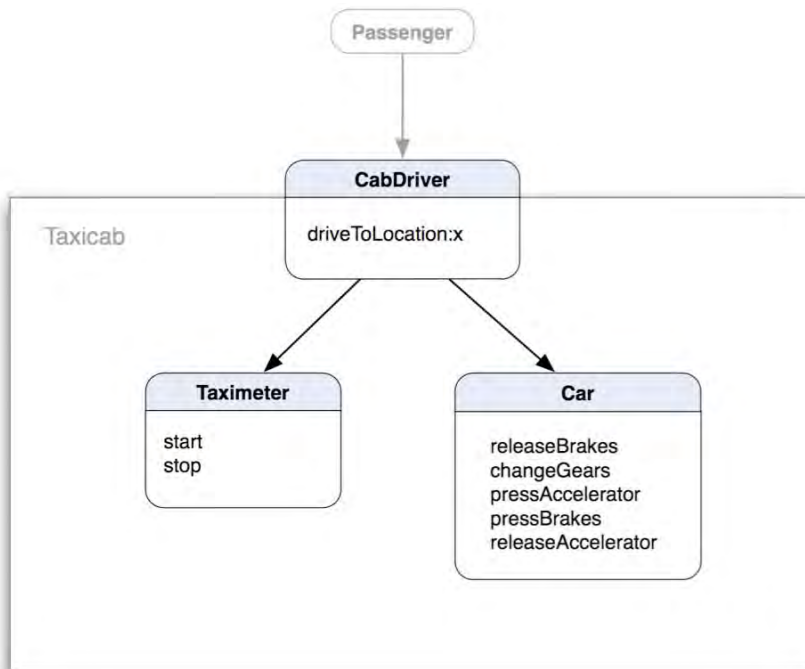 Passenger
CabDriver
Taxicab
driveToLocation:x
Taximeter
start
stop
Car
releaseBrakes
changeGears
pressAccelerator
pressBrakes
releaseAccelerator